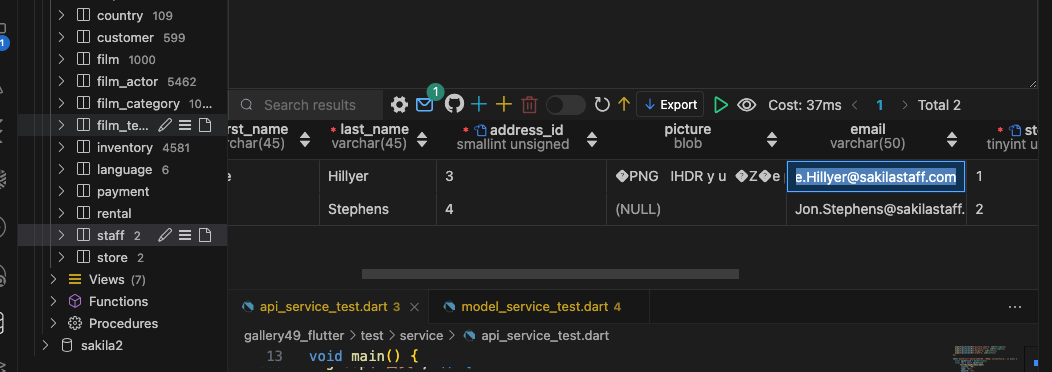 country 109
customer 599
film 1000
film_actor 5462
film_category 10...
film_te...
inventory 4581
language 6
payment
rental
staff 2
store 2
Views (7)
Functions
Procedures
sakila2
1
Search results
1
Export
Cost: 37ms
1
Total 2
rst_name
* last_name
* address_id
picture
email
* st
rchar(45)
varchar(45)
smallint unsigned
blob
varchar(50)
tinyint u
e
Hillyer
3
�PNG IHDR y u �Z�e
e.Hillyer@sakilastaff.com
1
Stephens
4
(NULL)
Jon.Stephens@sakilastaff.
2
api_service_test.dart 3
model_service_test.dart 4
gallery49_flutter > test > service > api_service_test.dart
13 void main() {